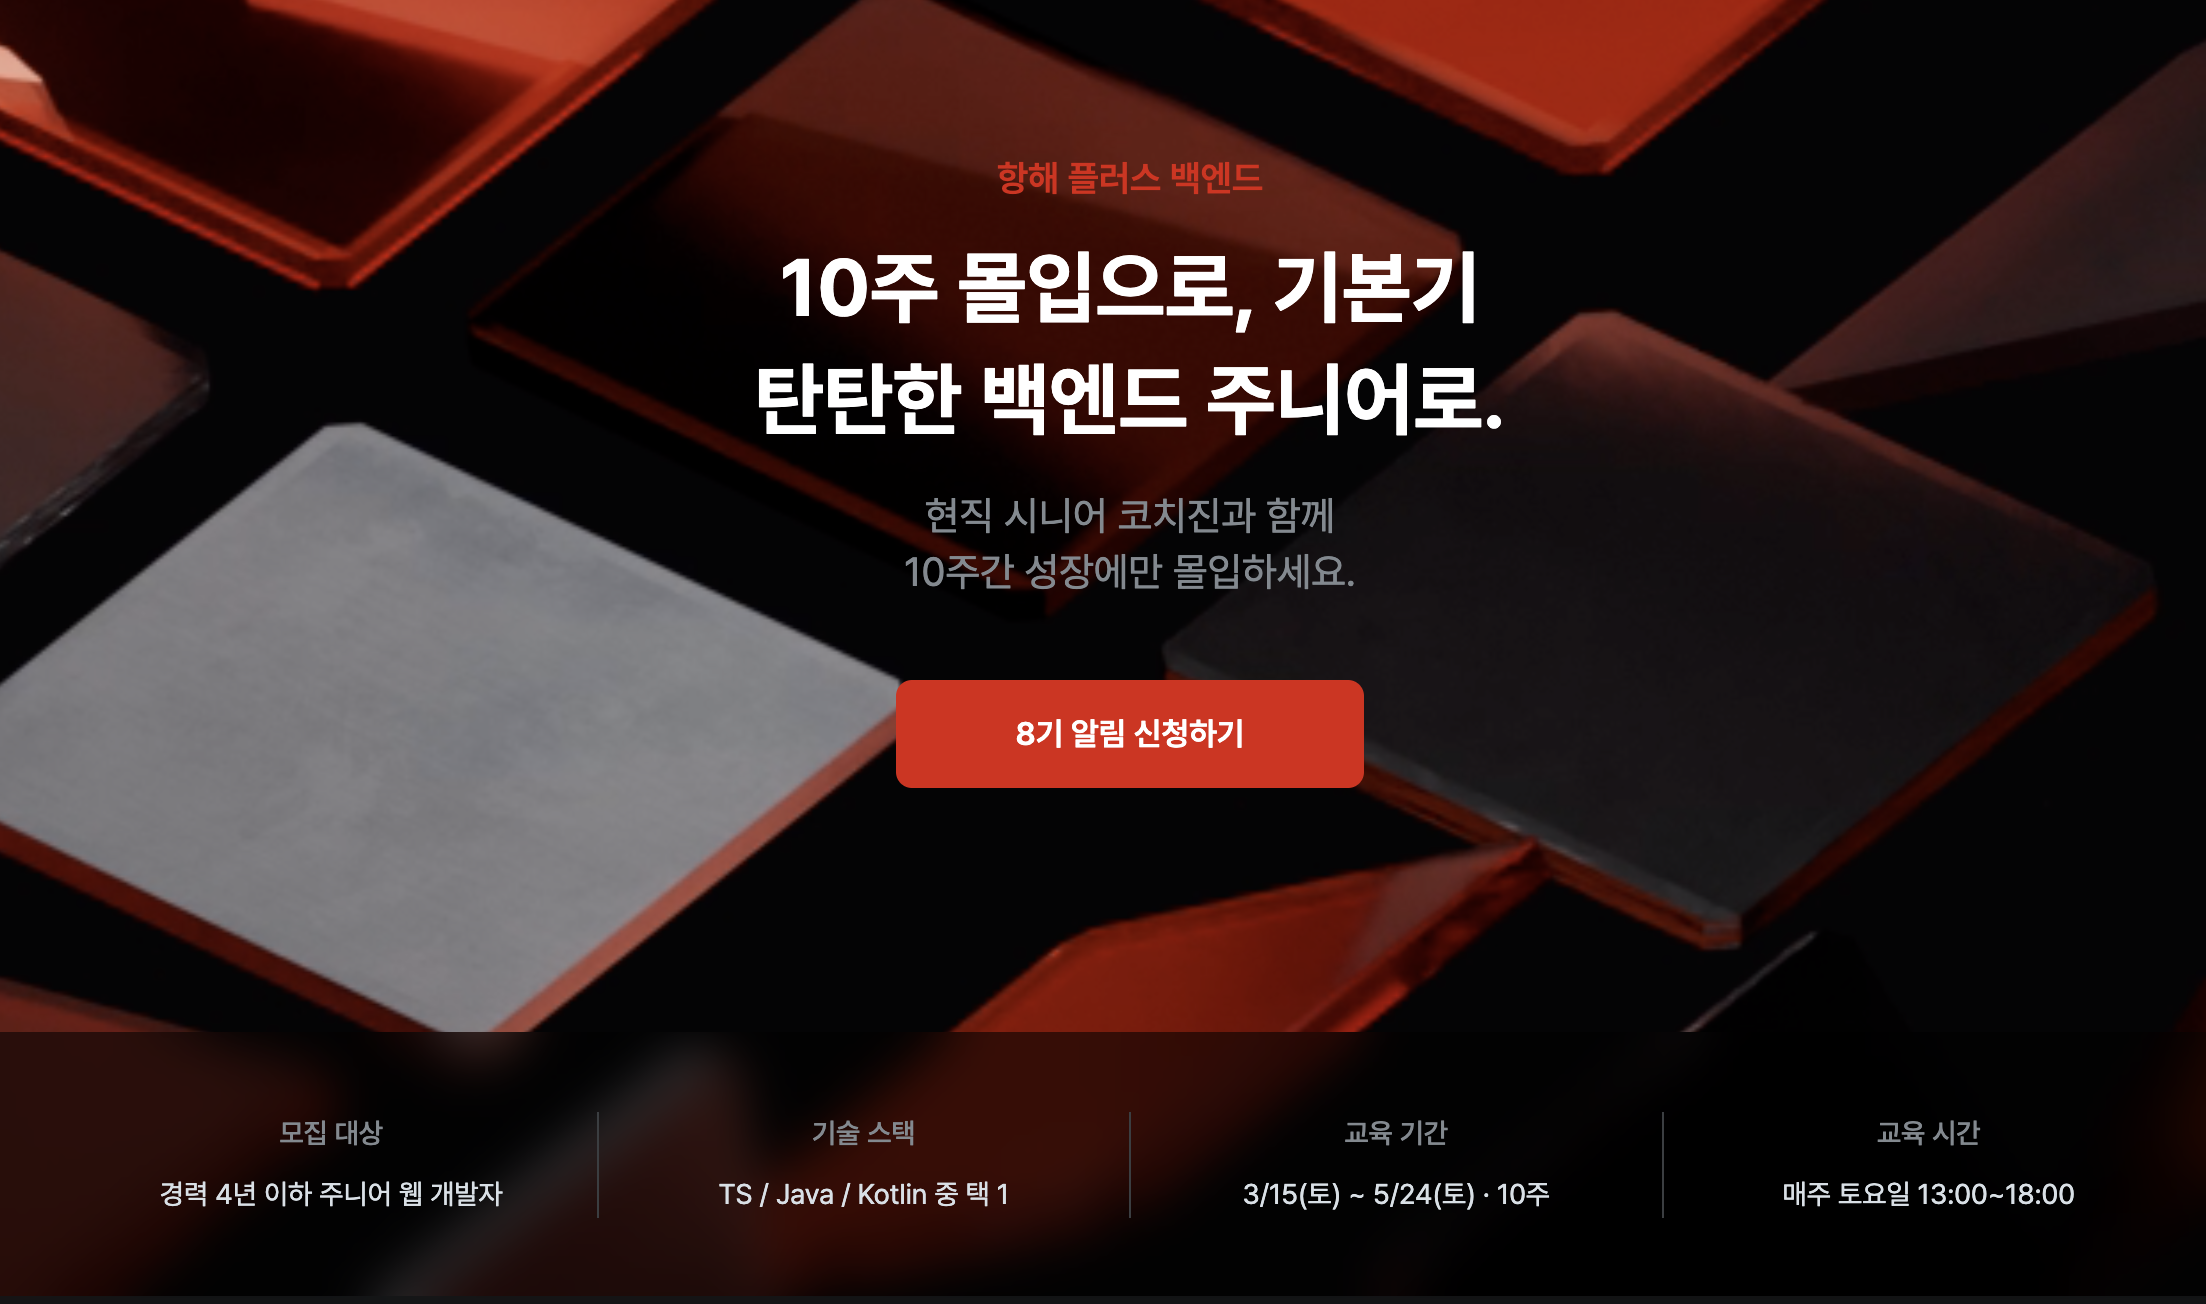 항해 플러스 백엔드
10주 몰입으로, 기본기
탄탄한 백엔드 주니어로.
현직 시니어 코치진과 함께
10주간 성장에만 몰입하세요.
8기 알림 신청하기
모집 대상
경력 4년 이하 주니어 웹 개발자
기술 스택
TS / Java / Kotlin 중 택 1
교육 기간
3/15(토) ~ 5/24(토) · 10주
교육 시간
매주 토요일 13:00~18:00